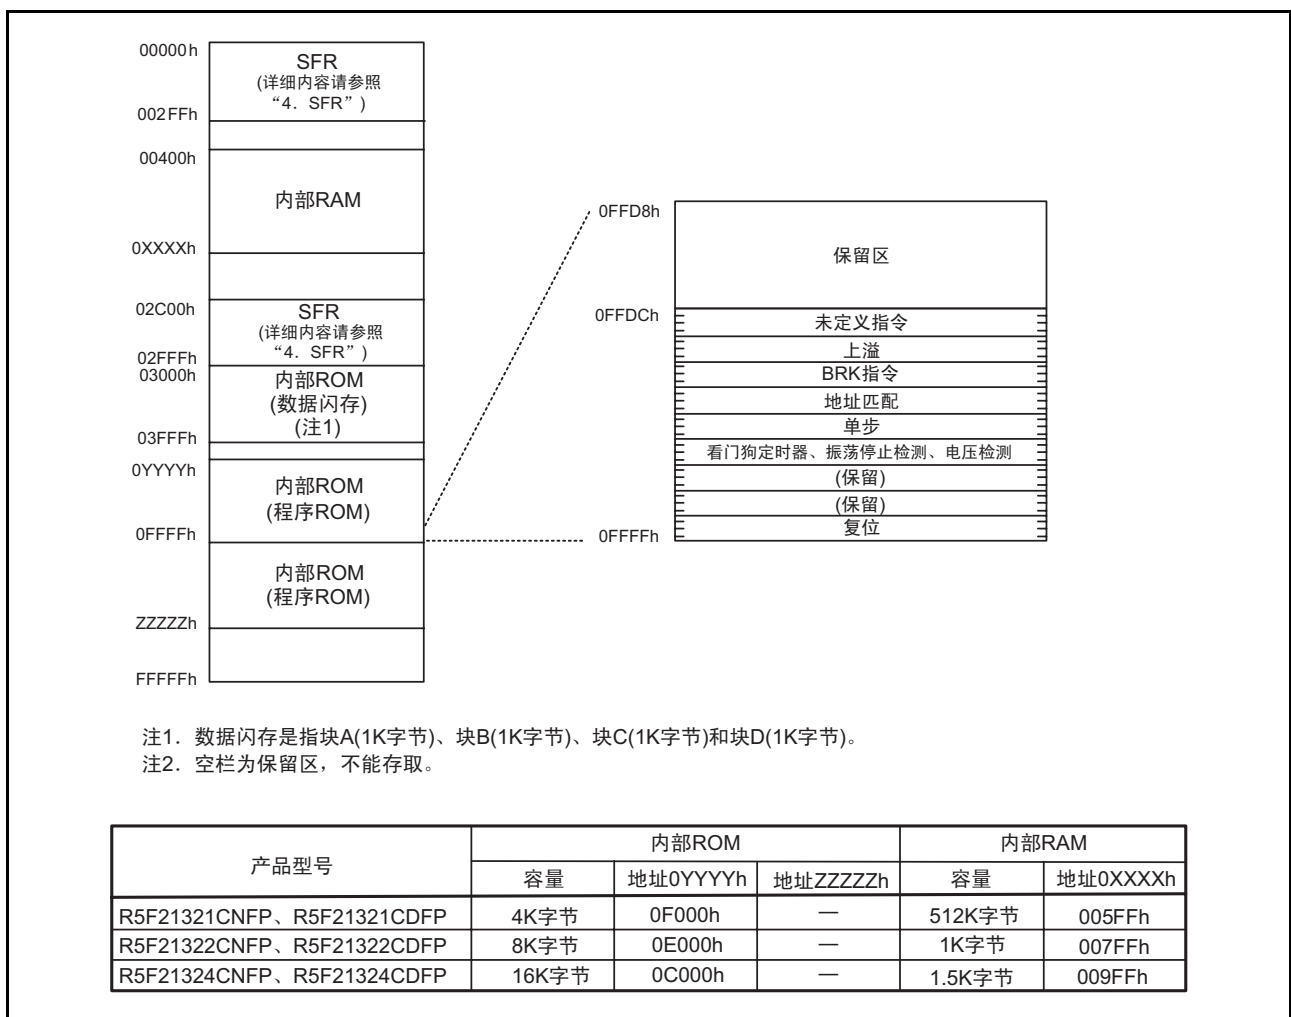 00000h
SFR
(详细内容请参照
“4．SFR”)
002FFh
00400h
内部RAM
0XXXXh
02C00h
SFR
(详细内容请参照
“4．SFR”)
02FFFh
03000h
内部ROM
(数据闪存)
(注1)
03FFFh
0YYYYh
内部ROM
(程序ROM)
0FFFFh
内部ROM
(程序ROM)
ZZZZZh
FFFFFh
0FFD8h
保留区
0FFDCh
未定义指令
上溢
BRK指令
地址匹配
单步
看门狗定时器、振荡停止检测、电压检测
(保留)
(保留)
复位
0FFFFh
注1．数据闪存是指块A(1K字节)、块B(1K字节)、块C(1K字节)和块D(1K字节)。
注2．空栏为保留区，不能存取。
产品型号 内部ROM 内部RAM
容量 地址0YYYYh 地址ZZZZZh 容量 地址0XXXXh
R5F21321CNFP、R5F21321CDFP 4K字节 0F000h — 512K字节 005FFh
R5F21322CNFP、R5F21322CDFP 8K字节 0E000h — 1K字节 007FFh
R5F21324CNFP、R5F21324CDFP 16K字节 0C000h — 1.5K字节 009FFh